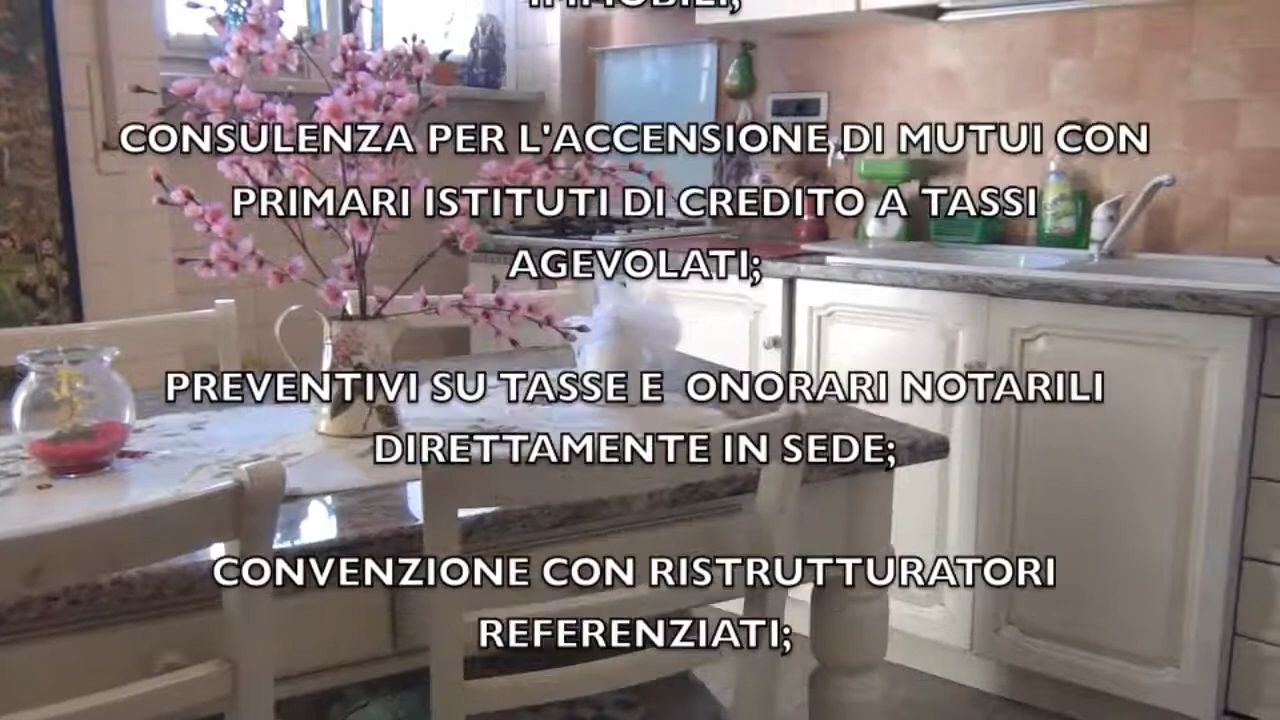 IMMOBILI;
CONSULENZA PER L'ACCENSIONE DI MUTUI CON
PRIMARI ISTITUTI DI CREDITO A TASSI
AGEVOLATI;
PREVENTIVI SU TASSE E ONORARI NOTARILI
DIRETTAMENTE IN SEDE;
CONVENZIONE CON RISTRUTTURATORI
REFERENZIATI;